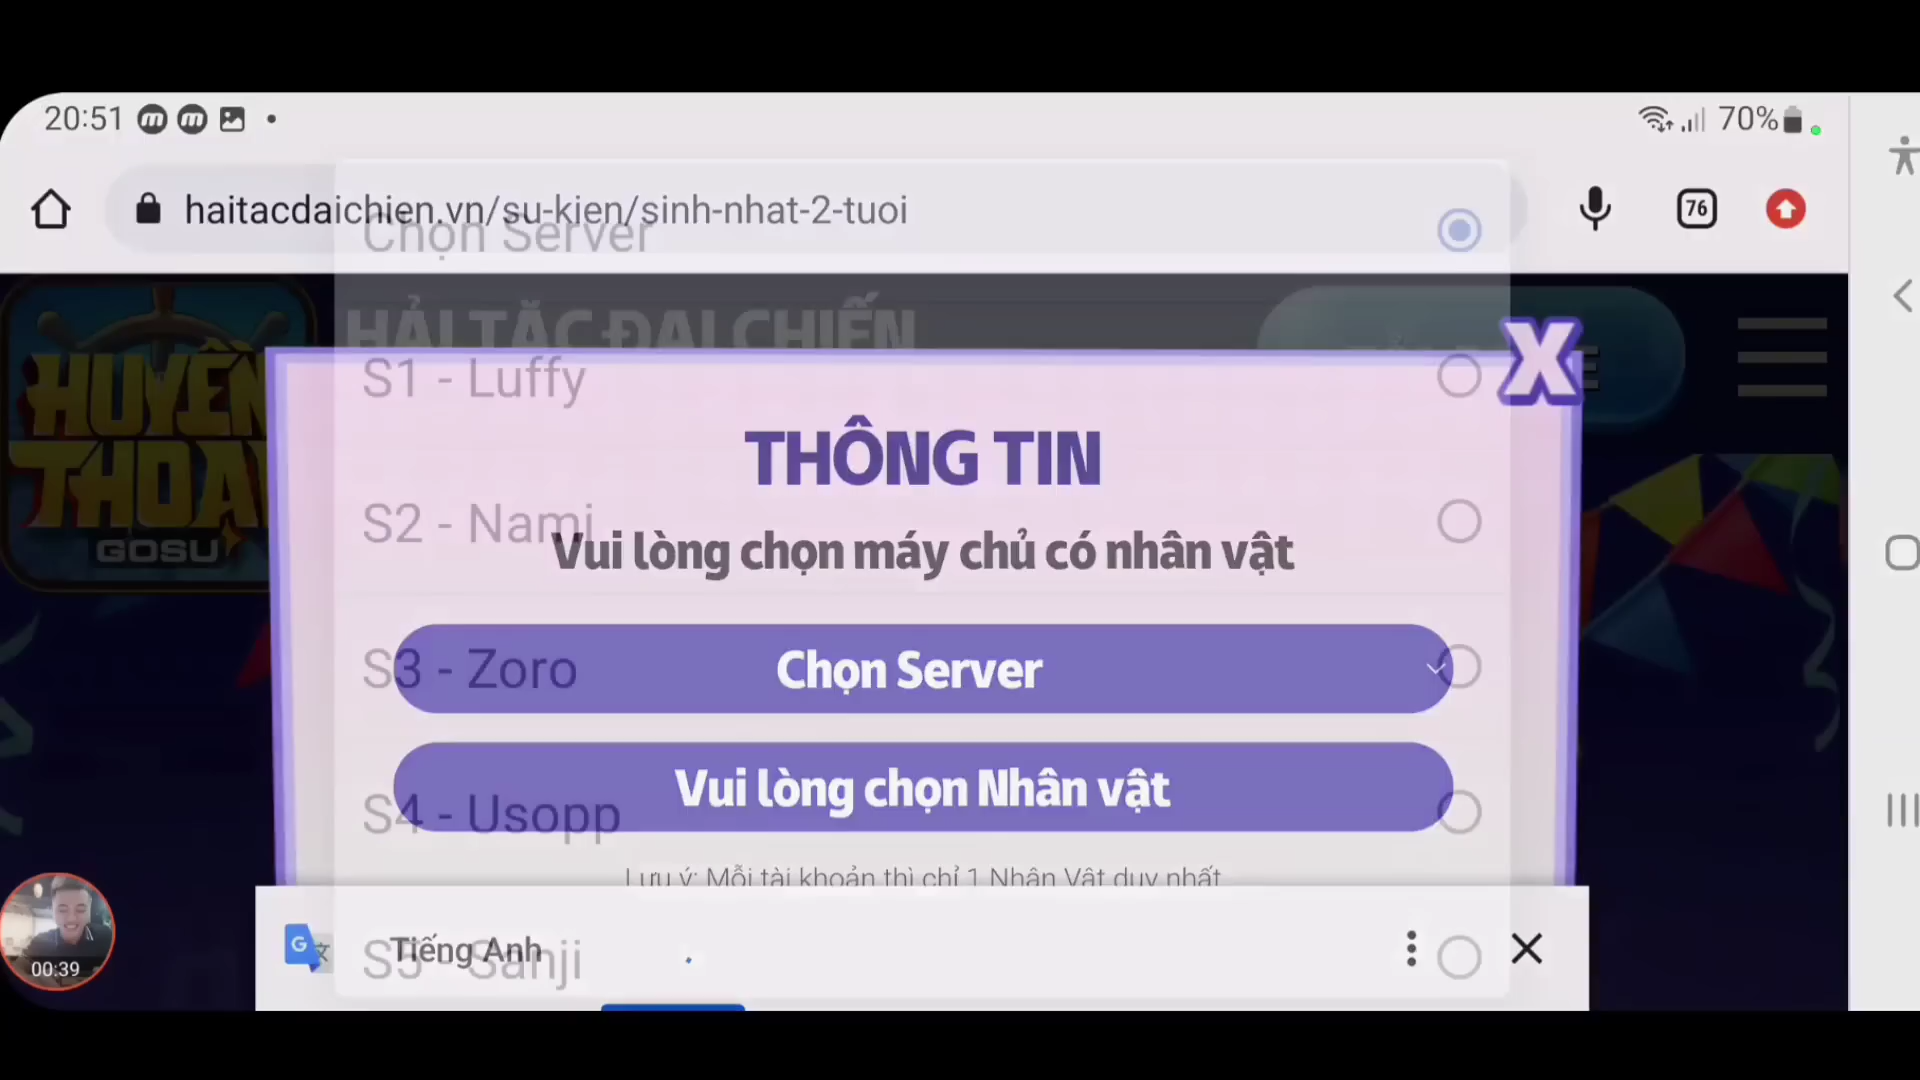 20:51
70%
haitacdaichien.vn/su-kien/sinh-nhat-2-tuoi
76
Chọn Server
HẢI TẶC ĐẠI CHIẾN
HUYỀN
THOẠI
GOSU
S1 - Luffy
X
THÔNG TIN
S2 - Nami
Vui lòng chọn máy chủ có nhân vật
S3 - Zoro
Chọn Server
Vui lòng chọn Nhân vật
S4 - Usopp
Lưu ý: Mỗi tài khoản thì chỉ 1 Nhân Vật duy nhất
Tiếng Anh
S5 - Sanji
00:39